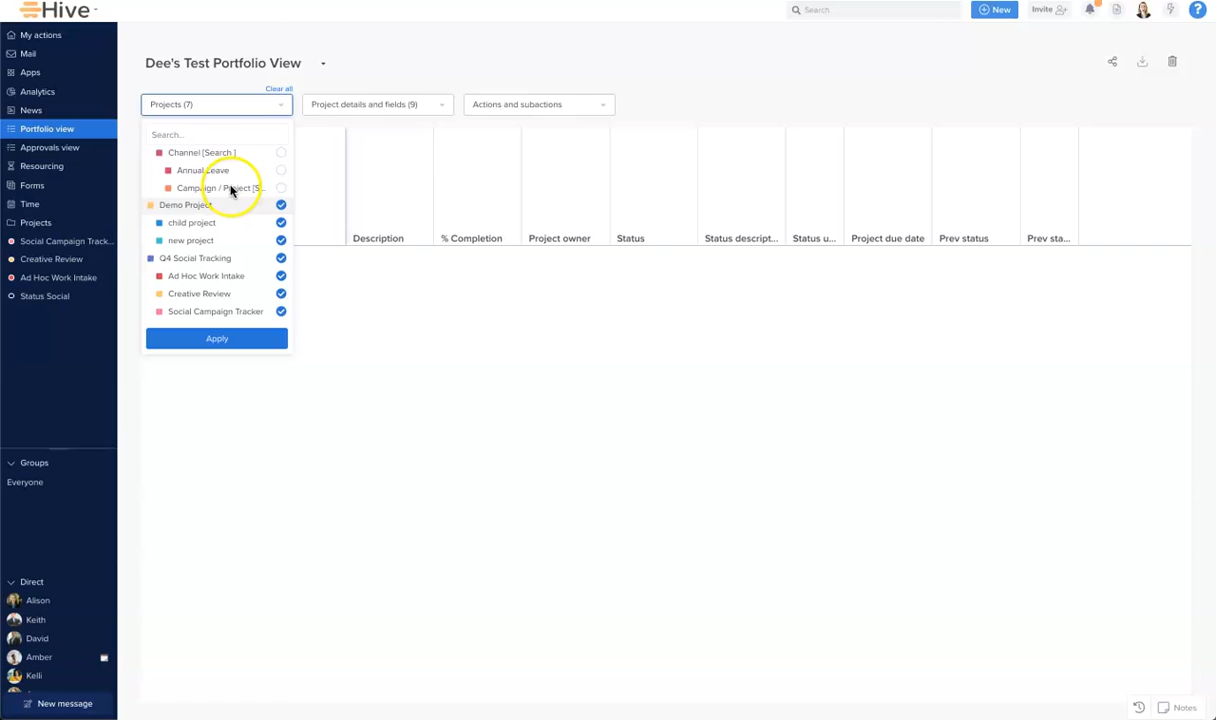 Hive
Search
New
Invite
?
My actions
Mail
Apps
Analytics
News
Portfolio view
Approvals view
Resourcing
Forms
Time
Projects
Social Campaign Track...
Creative Review
Ad Hoc Work Intake
Status Social
Groups
Everyone
Direct
Alison
Keith
David
Amber
Kelli
New message
Dee's Test Portfolio View
Clear all
Projects (7)
Project details and fields (9)
Actions and subactions
Search...
Channel [Search ]
Annual Leave
Campaign / Project [S...
Demo Project
child project
new project
Q4 Social Tracking
Ad Hoc Work Intake
Creative Review
Social Campaign Tracker
Apply
Description
% Completion
Project owner
Status
Status descript...
Status u...
Project due date
Prev status
Prev sta...
Notes